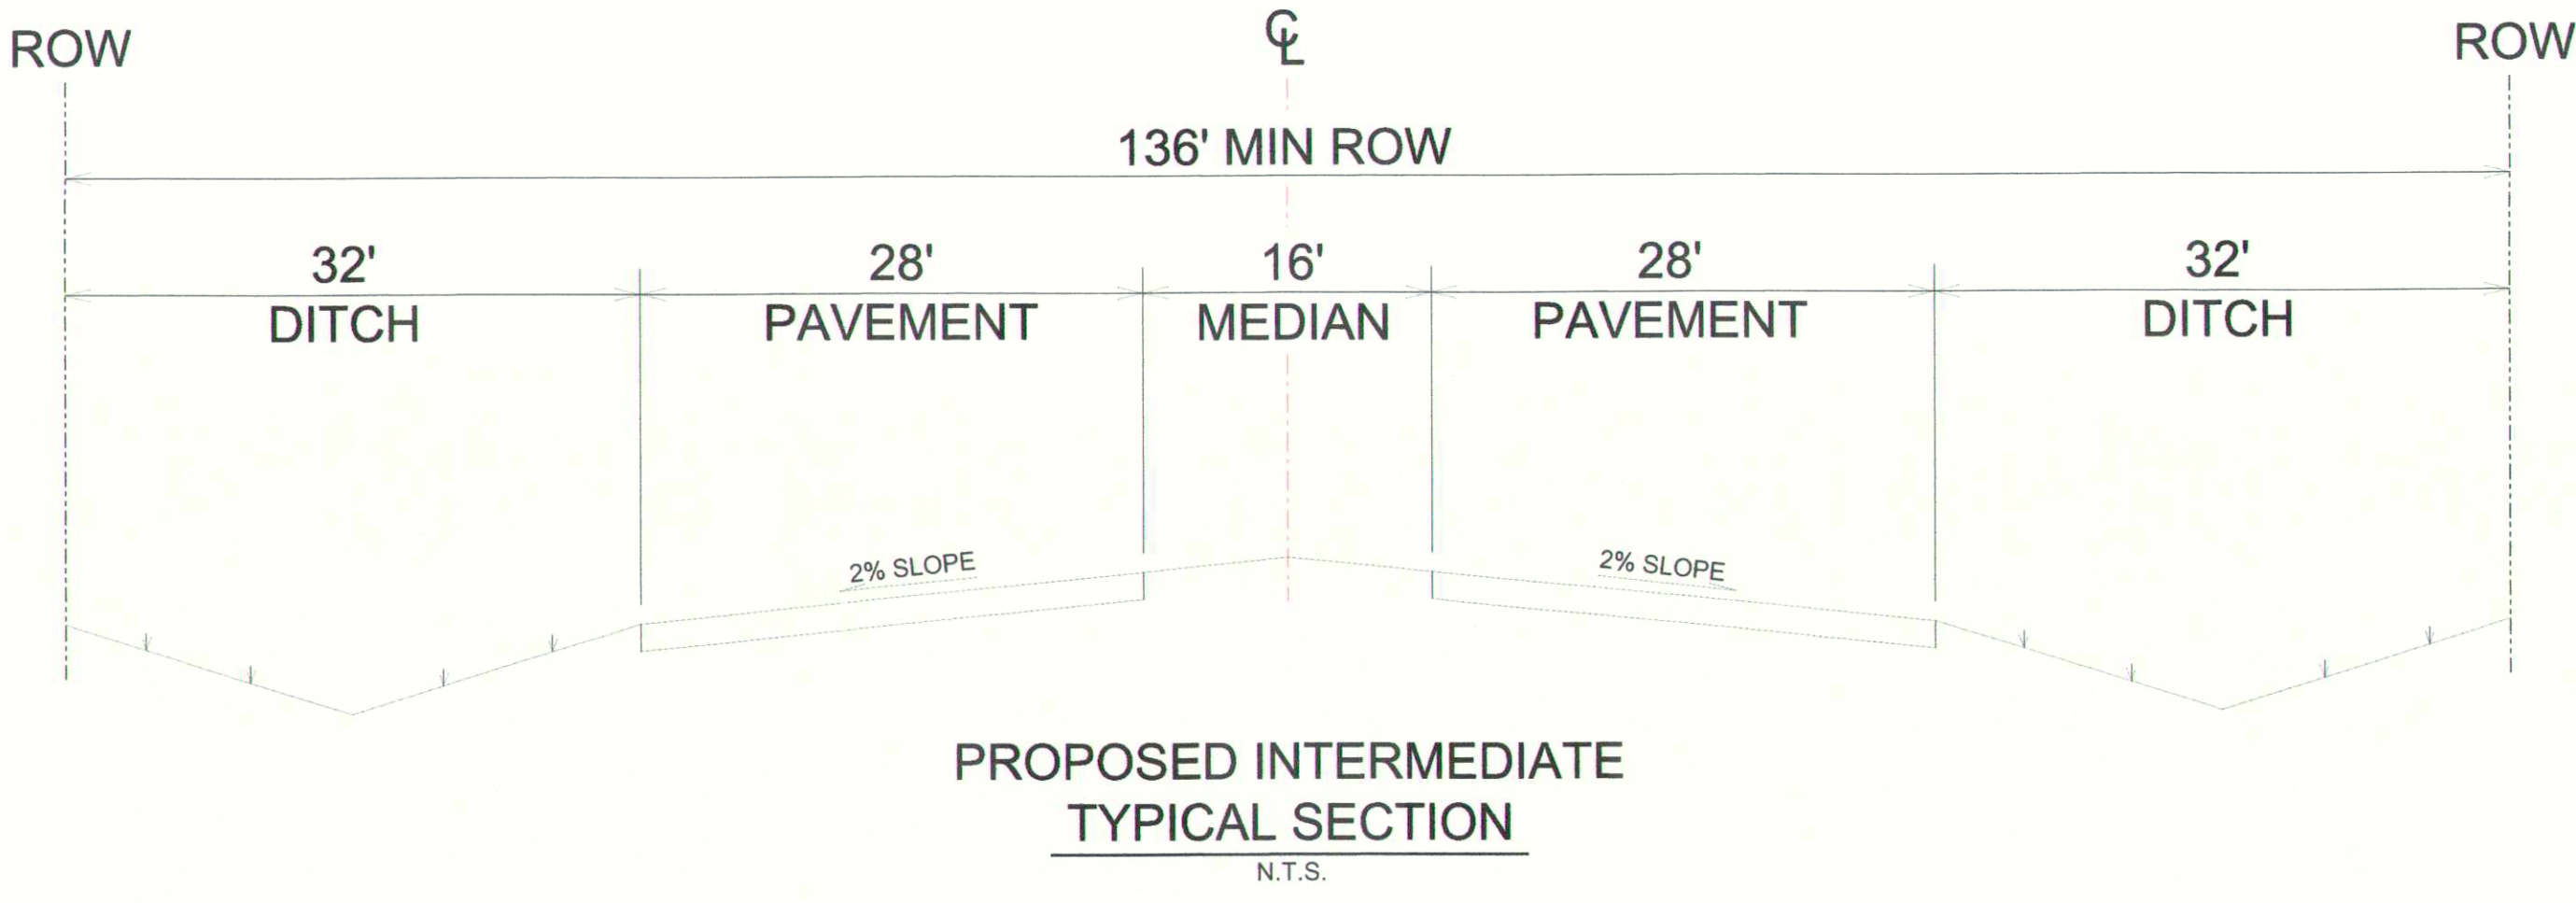 ROW
℄
ROW
136' MIN ROW
32'
28'
16'
28'
32'
DITCH
PAVEMENT
MEDIAN
PAVEMENT
DITCH
2% SLOPE
2% SLOPE
PROPOSED INTERMEDIATE
TYPICAL SECTION
N.T.S.